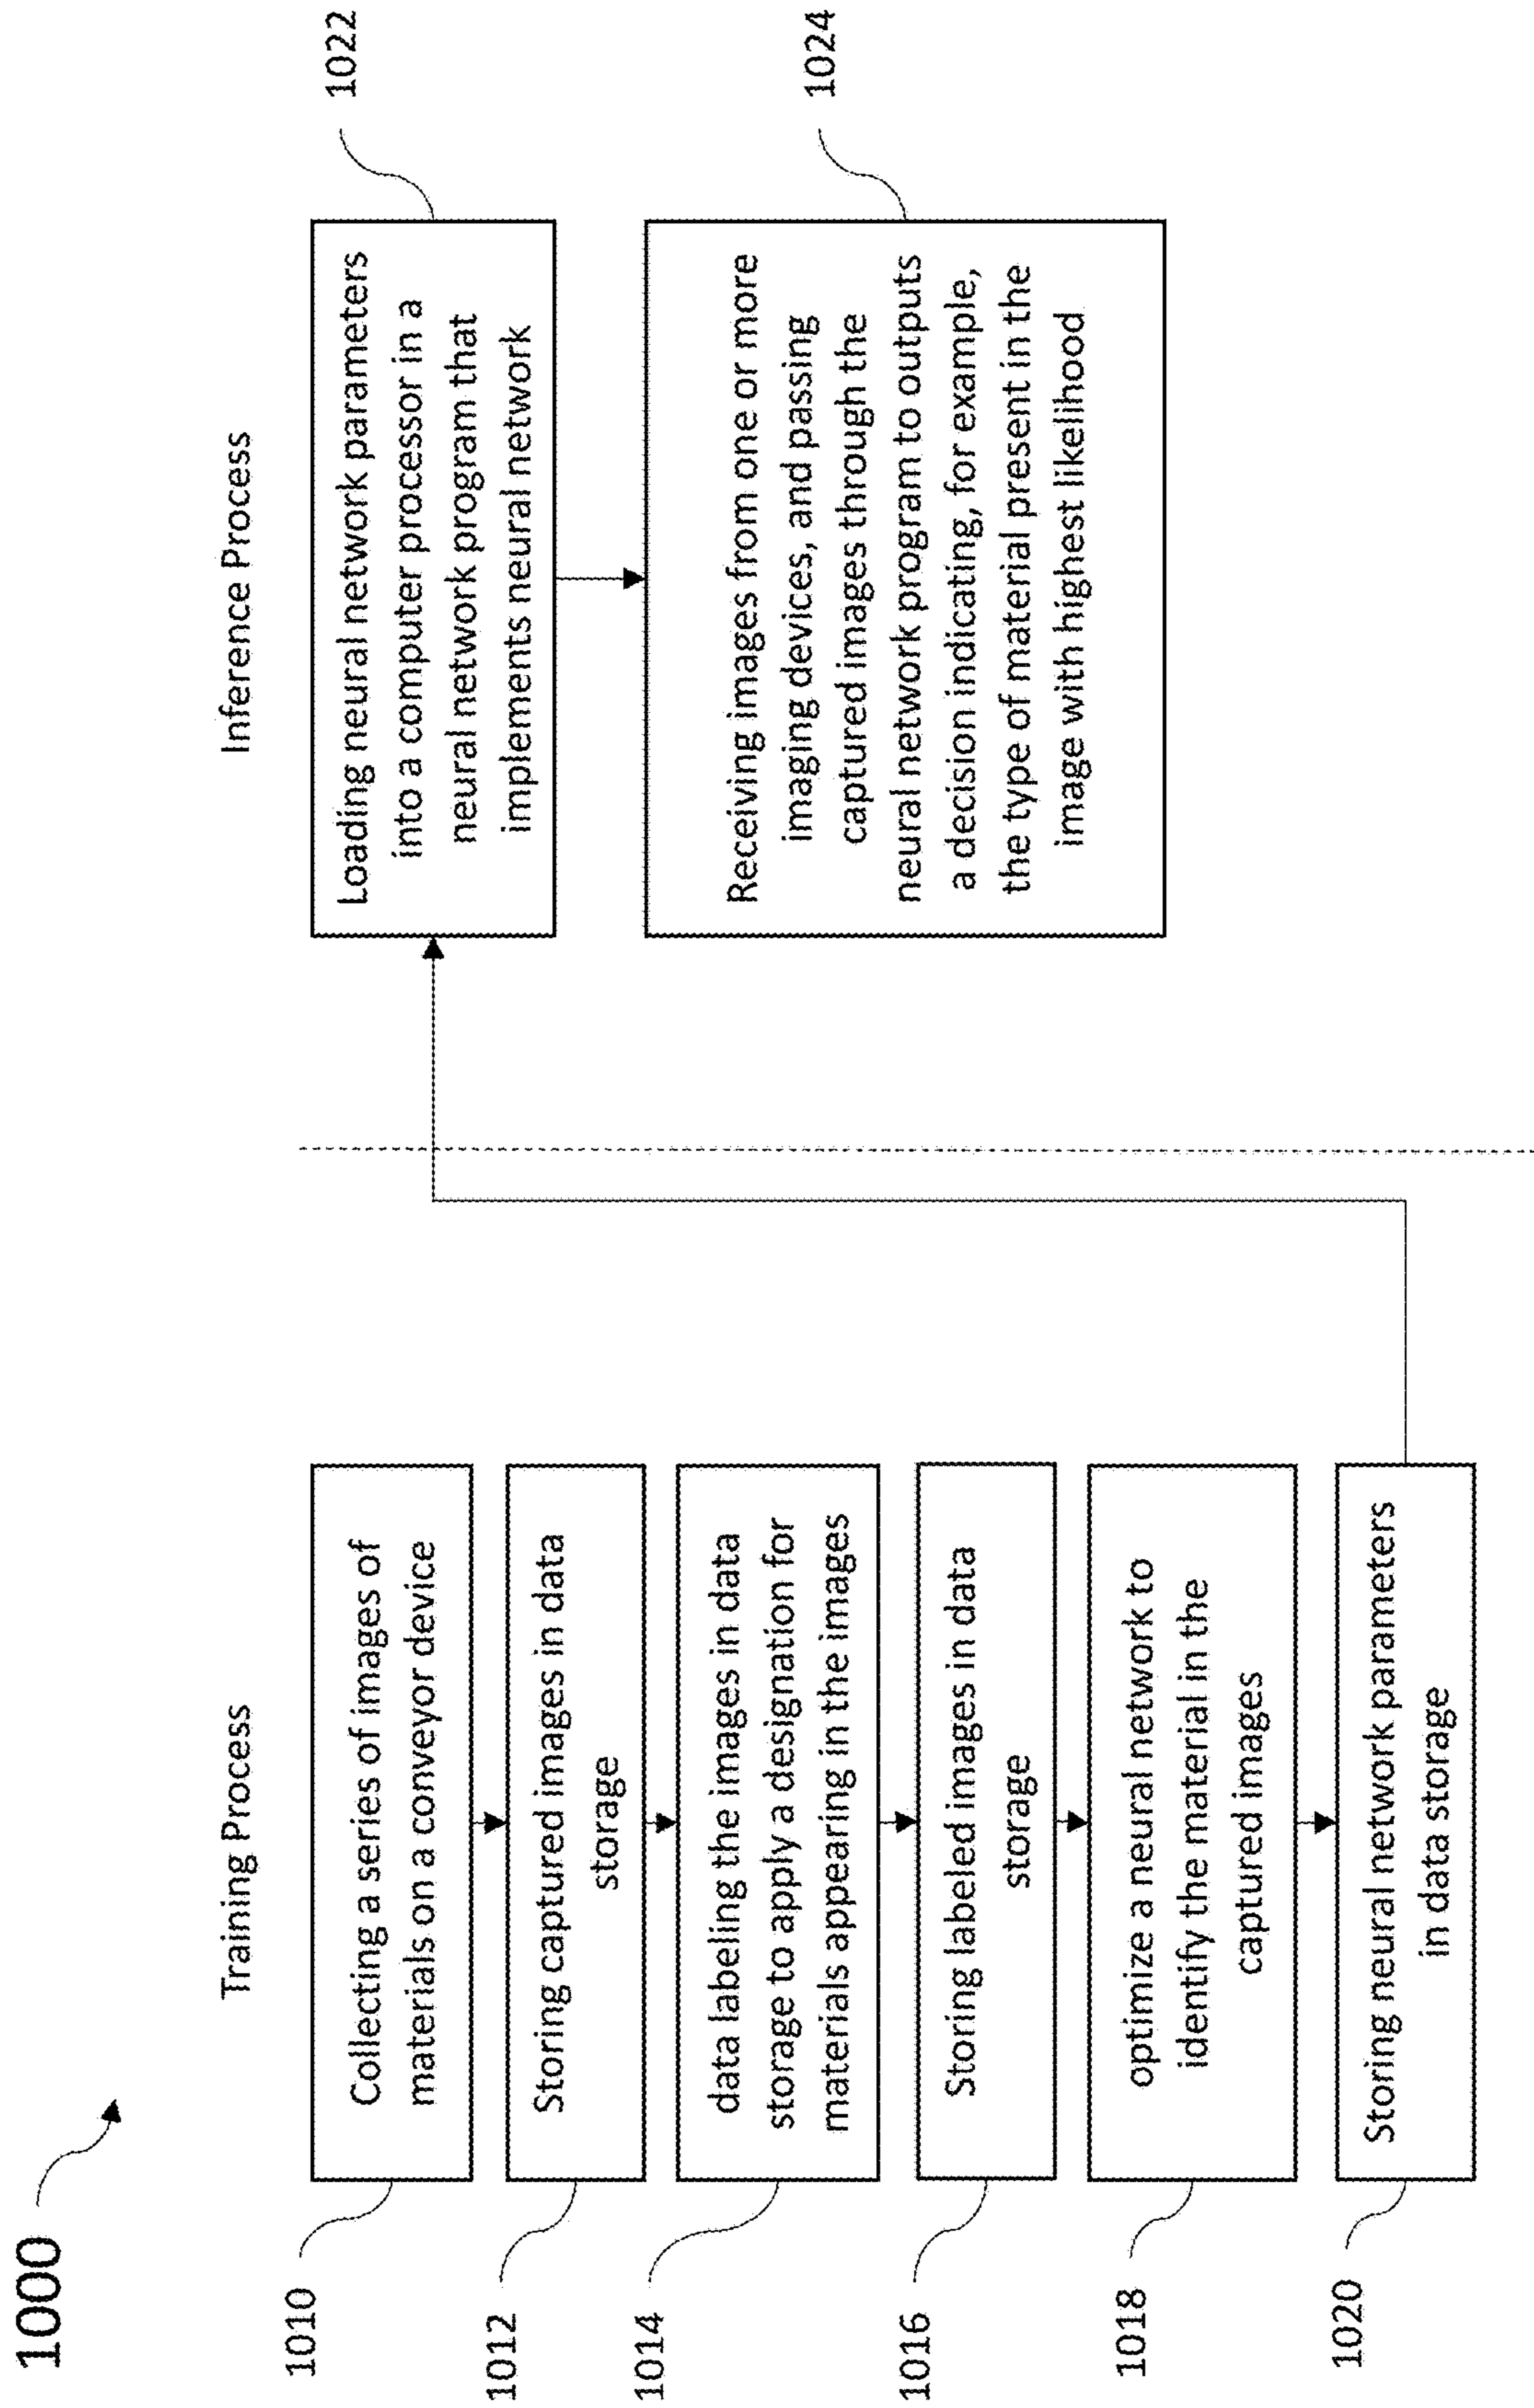 1000
Training Process
1010
Collecting a series of images of
materials on a conveyor device
1012
Storing captured images in data
storage
1014
data labeling the images in data
storage to apply a designation for
materials appearing in the images
1016
Storing labeled images in data
storage
1018
optimize a neural network to
identify the material in the
captured images
1020
Storing neural network parameters
in data storage
Inference Process
Loading neural network parameters
into a computer processor in a
neural network program that
implements neural network
1022
Receiving images from one or more
imaging devices, and passing
captured images through the
neural network program to outputs
a decision indicating, for example,
the type of material present in the
image with highest likelihood
1024